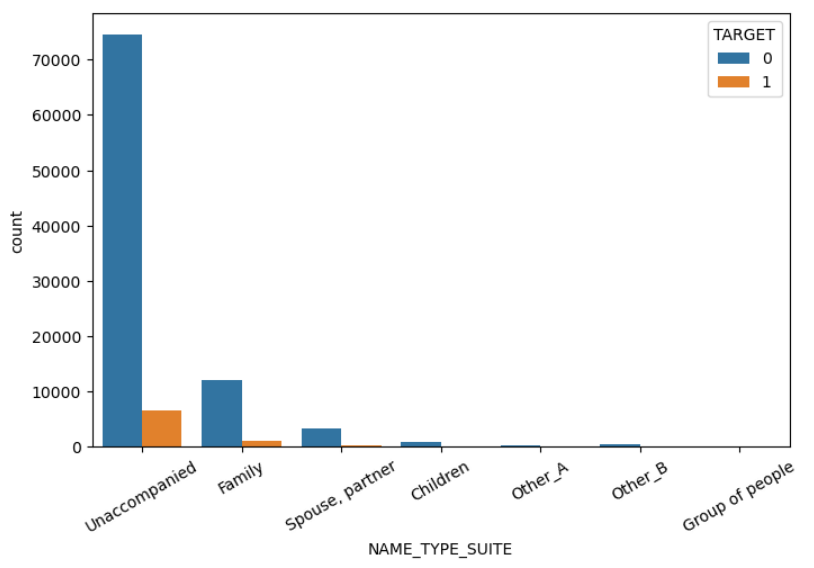 TARGET
0
1
70000
60000
50000
40000
30000
20000
10000
0
count
Unaccompanied
Family
Spouse, partner
Children
Other_A
Other_B
Group of people
NAME_TYPE_SUITE